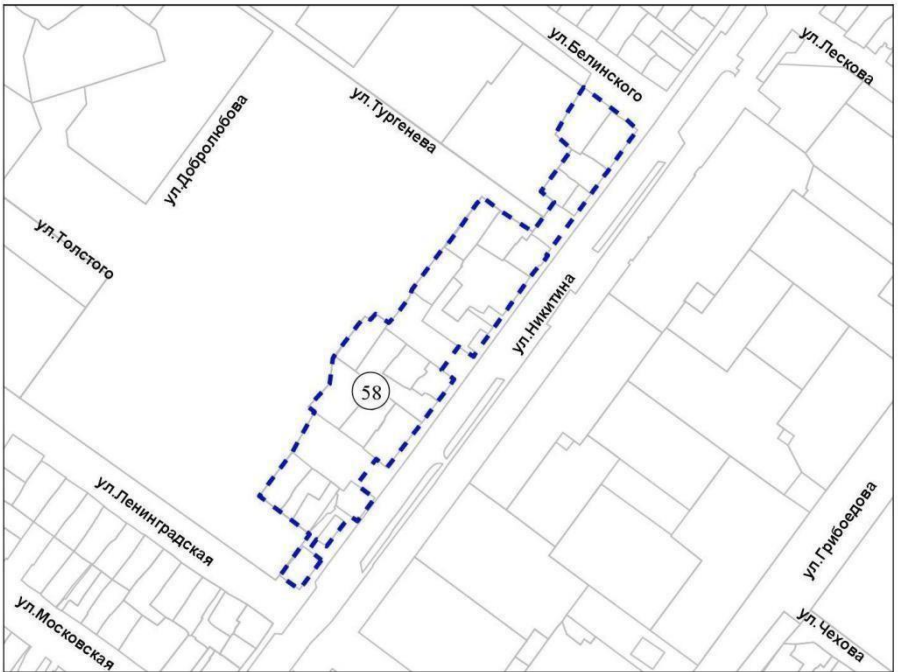 ул.Белинского
ул.Лескова
ул.Тургенева
ул.Добролюбова
ул.Толстого
ул.Никитина
58
ул.Ленинградская
ул.Грибоедова
ул.Московская
ул.Чехова